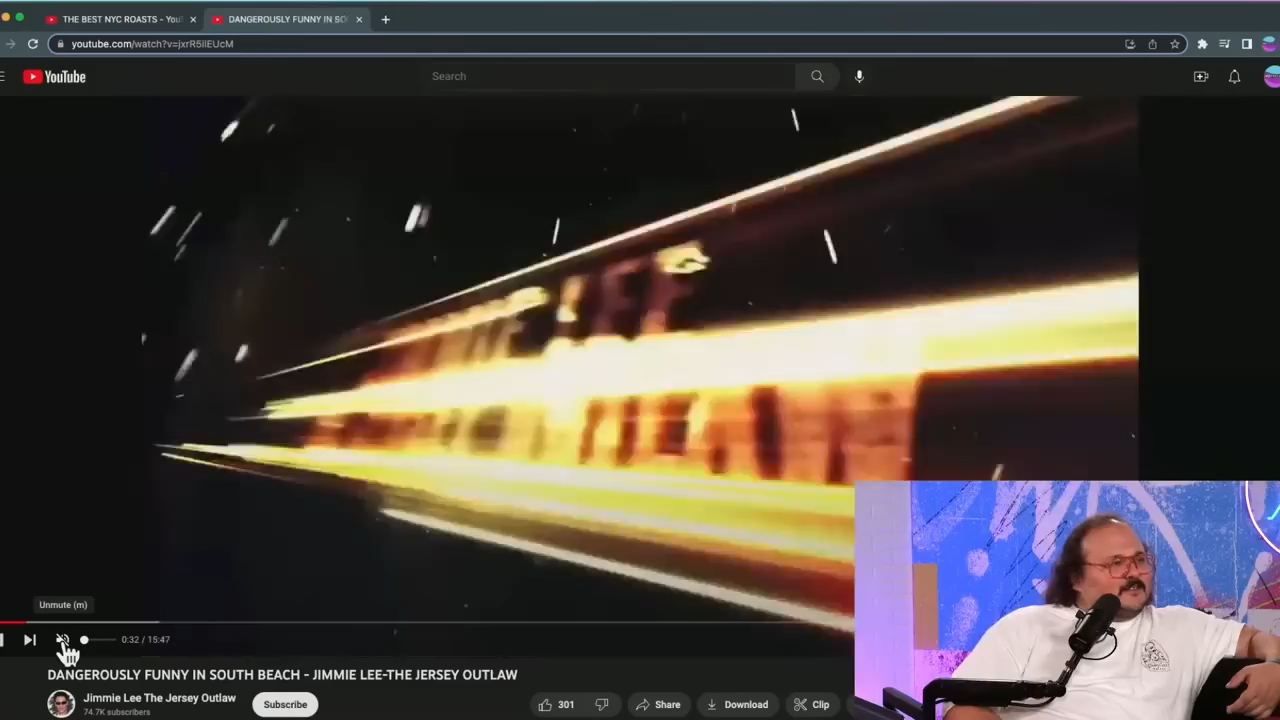 THE BEST NYC ROASTS - You
DANGEROUSLY FUNNY IN SO
youtube.com/watch?v=jxrR5ilEUcM
YouTube
Search
LEE
Unmute (m)
0:32 / 15:47
DANGEROUSLY FUNNY IN SOUTH BEACH - JIMMIE LEE-THE JERSEY OUTLAW
Jimmie Lee The Jersey Outlaw
74.7K subscribers
Subscribe
301
Share
Download
Clip